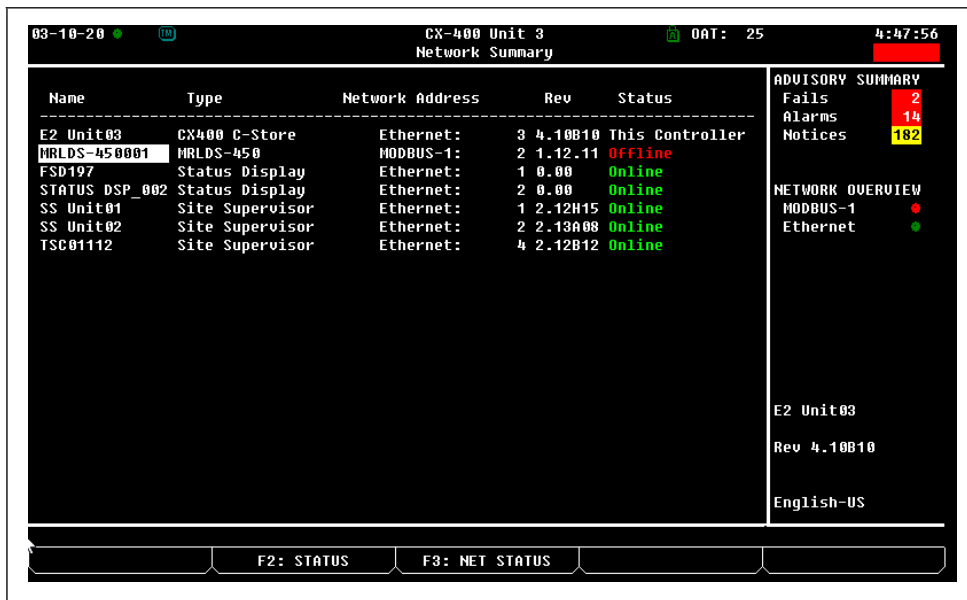 03-10-20 TM CX-400 Unit 3 A OAT: 25 4:47:56
Network Summary
Name Type Network Address Rev Status
E2 Unit03 CX400 C-Store Ethernet: 3 4.10B10 This Controller
MRLDS-450001 MRLDS-450 MODBUS-1: 2 1.12.11 Offline
FSD197 Status Display Ethernet: 1 0.00 Online
STATUS DSP_002 Status Display Ethernet: 2 0.00 Online
SS Unit01 Site Supervisor Ethernet: 1 2.12H15 Online
SS Unit02 Site Supervisor Ethernet: 2 2.13A08 Online
TSC01112 Site Supervisor Ethernet: 4 2.12B12 Online
ADVISORY SUMMARY
Fails 2
Alarms 14
Notices 182
NETWORK OVERVIEW
MODBUS-1
Ethernet
E2 Unit03
Rev 4.10B10
English-US
F2: STATUS F3: NET STATUS